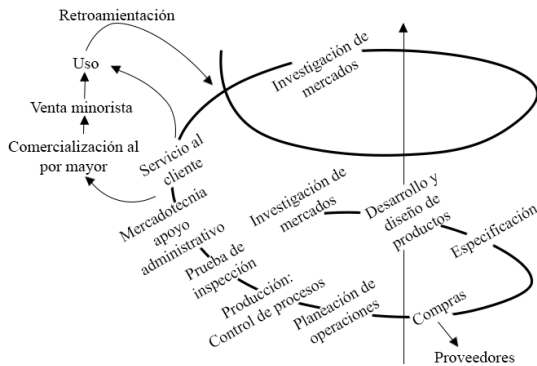 Retroamientación
Uso
Venta minorista
Comercialización al
por mayor
Servicio al
cliente
Mercadotecnia
apoyo
administrativo
Prueba de
inspección
Producción:
Control de procesos
Planeación de
operaciones
Compras
Proveedores
Especificación
Desarrollo y
diseño de
productos
Investigación de
mercados
Investigación de
mercados